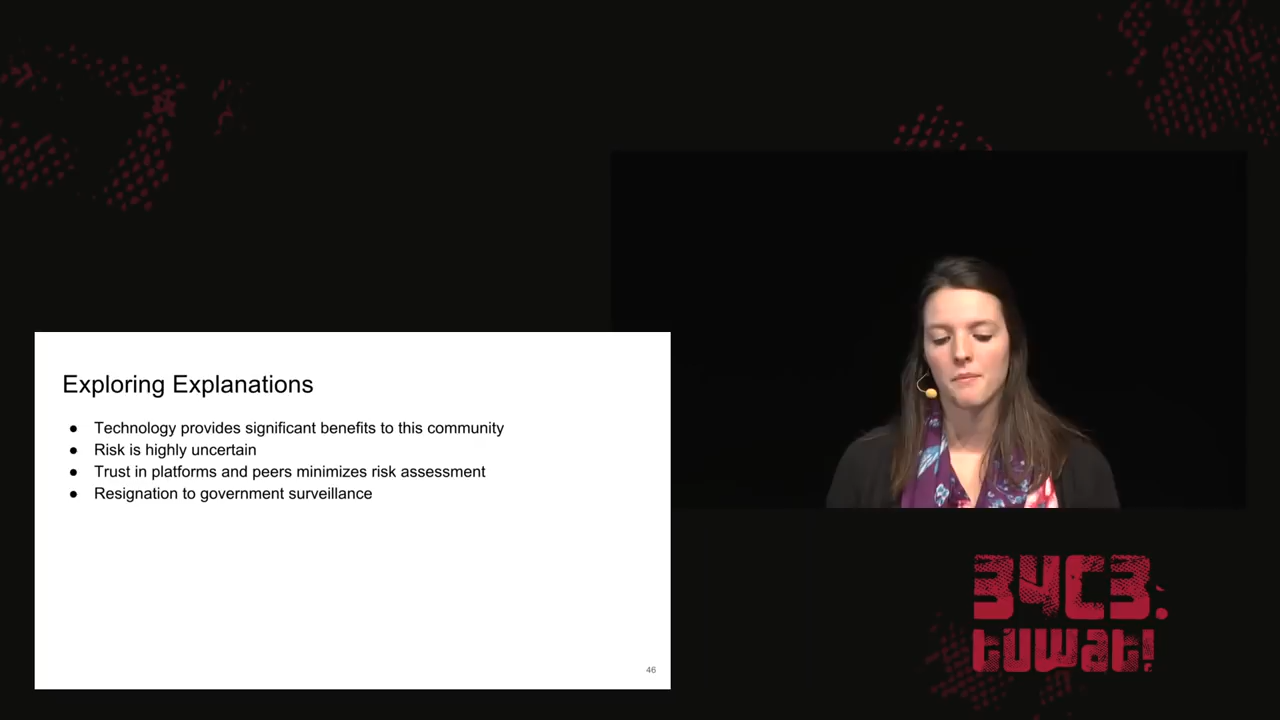 Exploring Explanations
● Technology provides significant benefits to this community
● Risk is highly uncertain
● Trust in platforms and peers minimizes risk assessment
● Resignation to government surveillance
46
34C3.
tuwat!